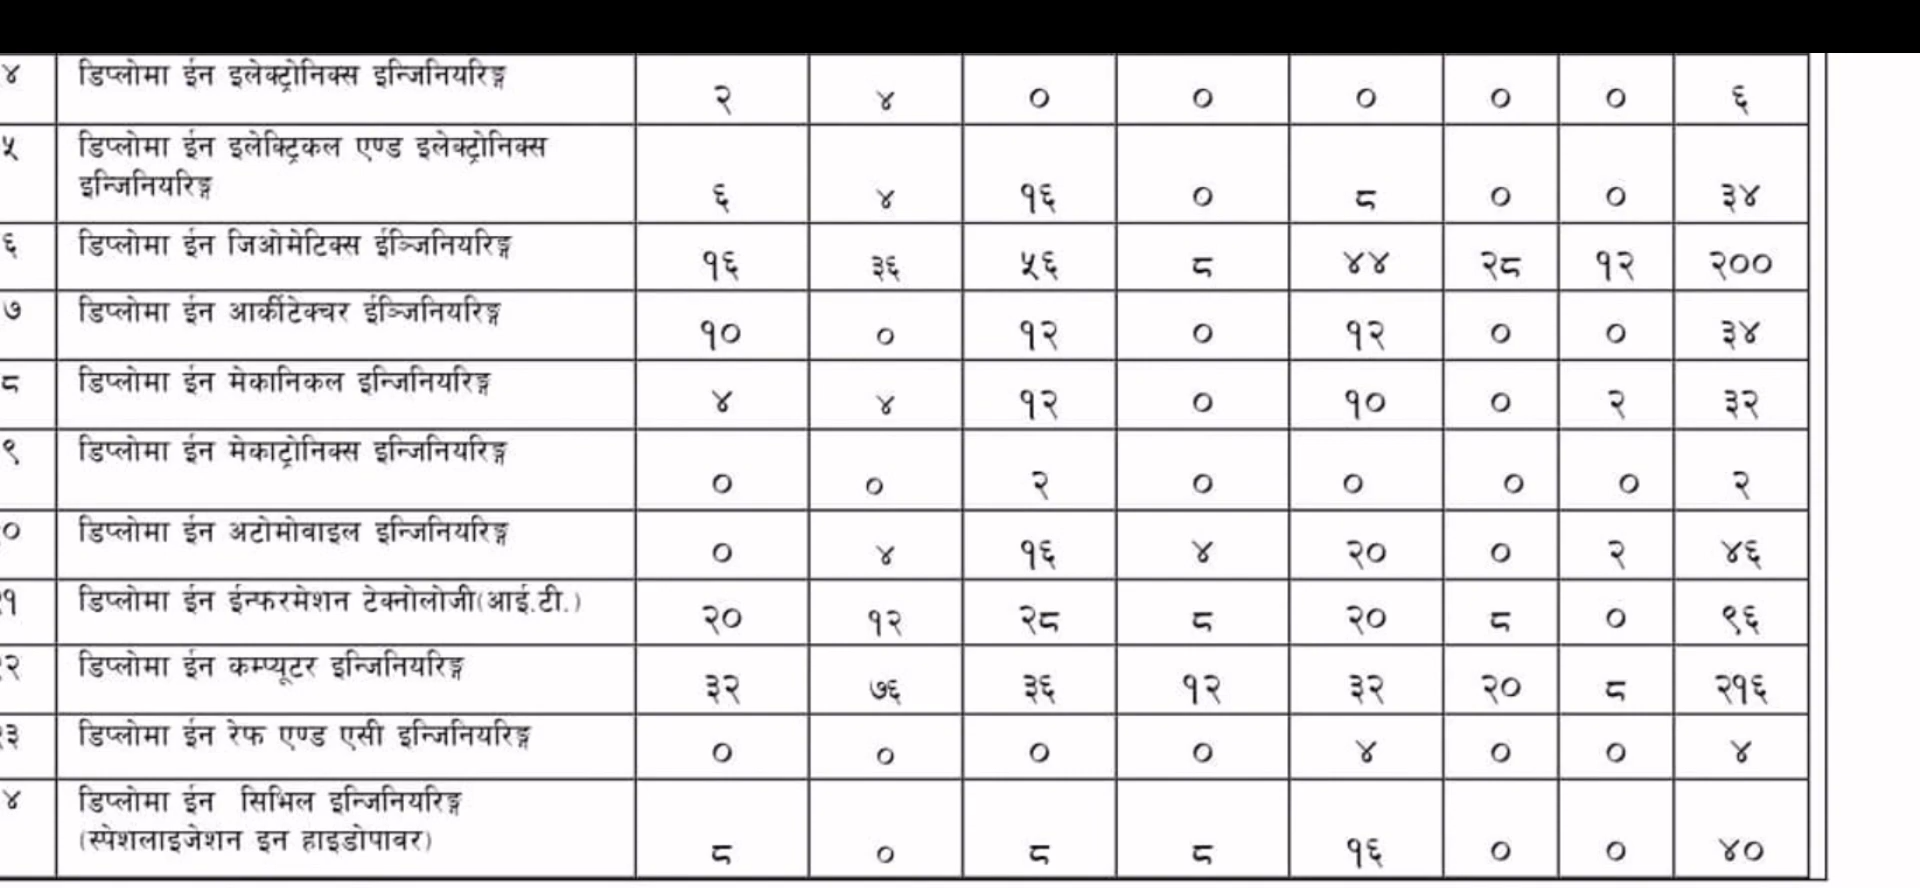 ४ डिप्लोमा ईन इलेक्ट्रोनिक्स इन्जिनियरिङ्ग २ ४ ० ० ० ० ० ६
५ डिप्लोमा ईन इलेक्ट्रिकल एण्ड इलेक्ट्रोनिक्स
इन्जिनियरिङ्ग ६ ४ १६ ० ८ ० ० ३४
६ डिप्लोमा ईन जिओमेटिक्स ईञ्जिनियरिङ्ग १६ ३६ ५६ ८ ४४ २८ १२ २००
७ डिप्लोमा ईन आर्कीटेक्चर ईञ्जिनियरिङ्ग १० ० १२ ० १२ ० ० ३४
८ डिप्लोमा ईन मेकानिकल इन्जिनियरिङ्ग ४ ४ १२ ० १० ० २ ३२
९ डिप्लोमा ईन मेकाट्रोनिक्स इन्जिनियरिङ्ग ० ० २ ० ० ० ० २
० डिप्लोमा ईन अटोमोवाइल इन्जिनियरिङ्ग ० ४ १६ ४ २० ० २ ४६
१ डिप्लोमा ईन ईन्फरमेशन टेक्नोलोजी(आई.टी.) २० १२ २८ ८ २० ८ ० ९६
२ डिप्लोमा ईन कम्प्यूटर इन्जिनियरिङ्ग ३२ ७६ ३६ १२ ३२ २० ८ २१६
३ डिप्लोमा ईन रेफ एण्ड एसी इन्जिनियरिङ्ग ० ० ० ० ४ ० ० ४
४ डिप्लोमा ईन सिभिल इन्जिनियरिङ्ग
(स्पेशलाइजेशन इन हाइडोपावर) ८ ० ८ ८ १६ ० ० ४०